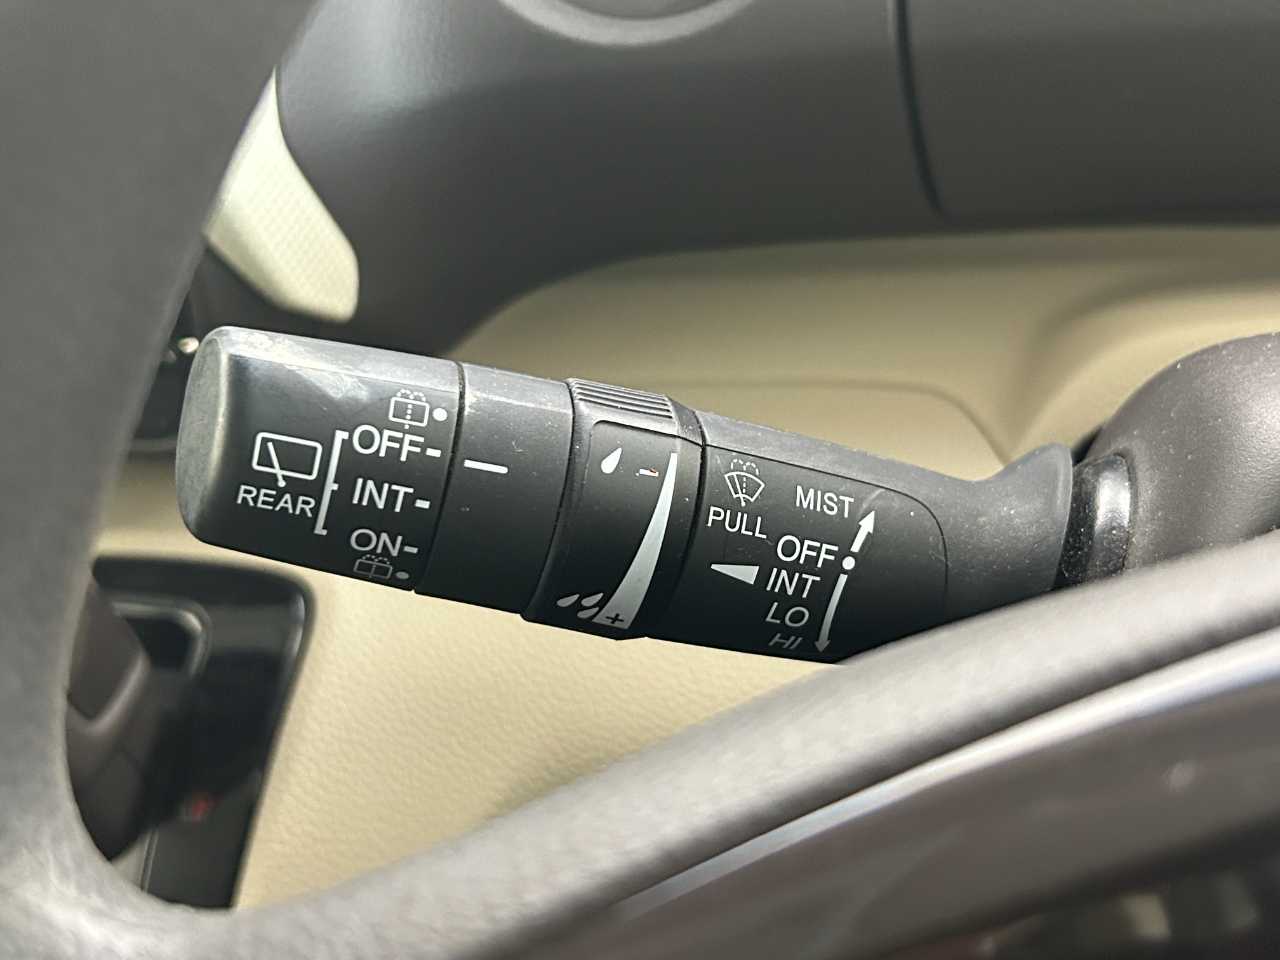 REAR
OFF-
INT-
ON-
-
+
PULL
MIST
OFF
INT
LO
HI